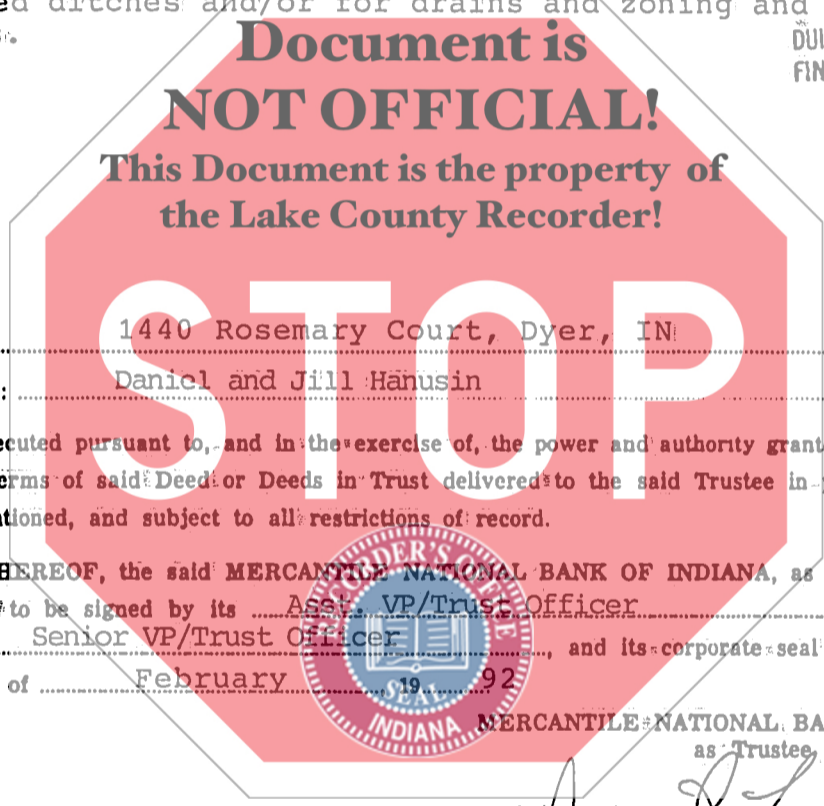 ed ditches and/or for drains and zoning and
Document is
NOT OFFICIAL!
This Document is the property of
the Lake County Recorder!
STOP
1440 Rosemary Court, Dyer, IN
Daniel and Jill Hanusin
ecuted pursuant to, and in the exercise of, the power and authority grant
erms of said Deed or Deeds in Trust delivered to the said Trustee in
tioned, and subject to all restrictions of record.
HEREOF, the said MERCANTILE NATIONAL BANK OF INDIANA, as
to be signed by its Asst. VP/Trust Officer
Senior VP/Trust Officer, and its corporate seal
of February 19 92
RECORDER'S OFFICE
SEAL
INDIANA
MERCANTILE NATIONAL BA
as Trustee